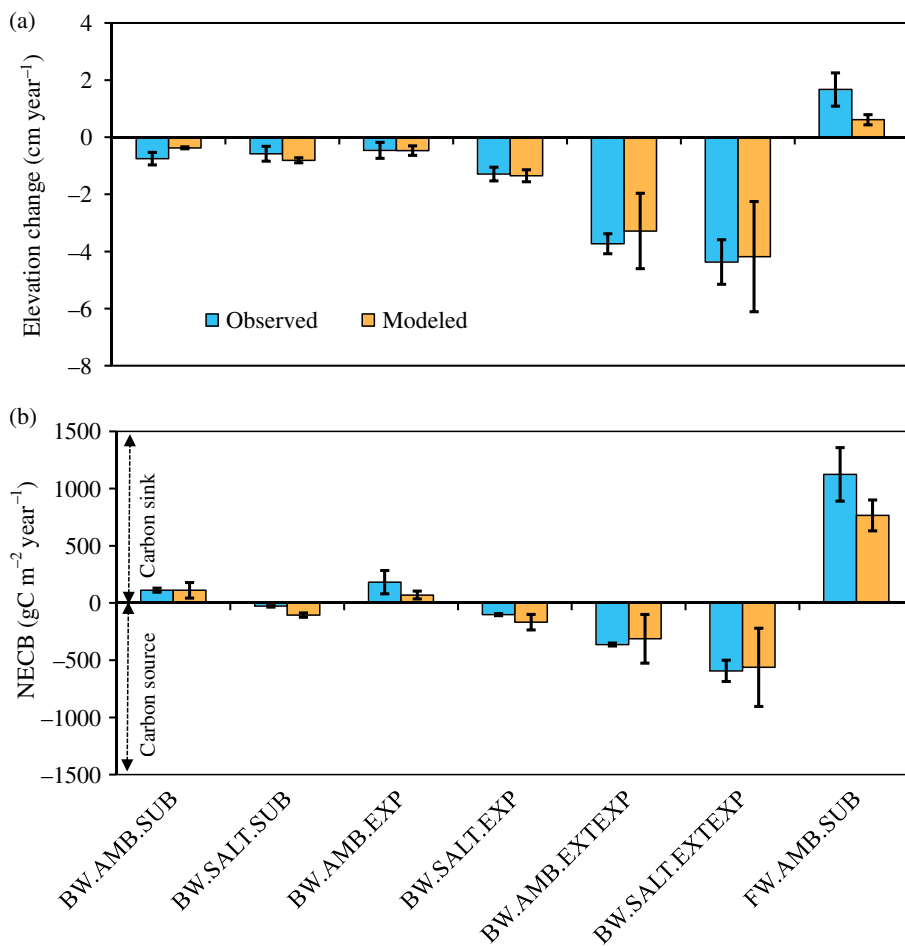 (a)
Elevation change (cm year⁻¹)
4
2
0
−2
−4
−6
−8
Observed
Modeled
(b)
NECB (gC m⁻² year⁻¹)
1500
1000
500
0
−500
−1000
−1500
Carbon sink
Carbon source
BW.AMB.SUB
BW.SALT.SUB
BW.AMB.EXP
BW.SALT.EXP
BW.AMB.EXTEXP
BW.SALT.EXTEXP
FW.AMB.SUB